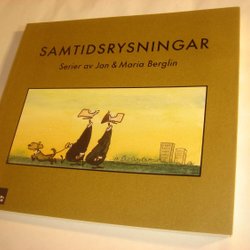 SAMTIDSRYSNINGAR
Serier av Jan & Maria Berglin